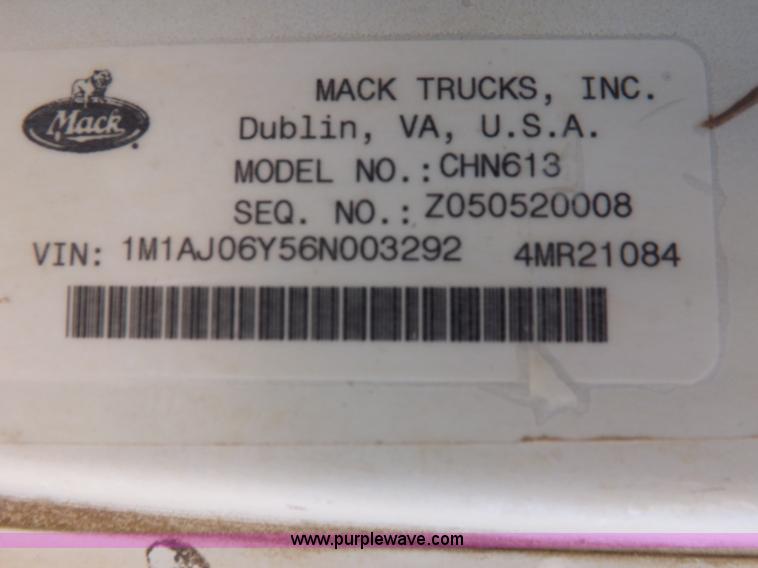 Mack
MACK TRUCKS, INC.
Dublin, VA, U.S.A.
MODEL NO.: CHN613
SEQ. NO.: Z050520008
VIN: 1M1AJ06Y56N003292 4MR21084
www.purplewave.com